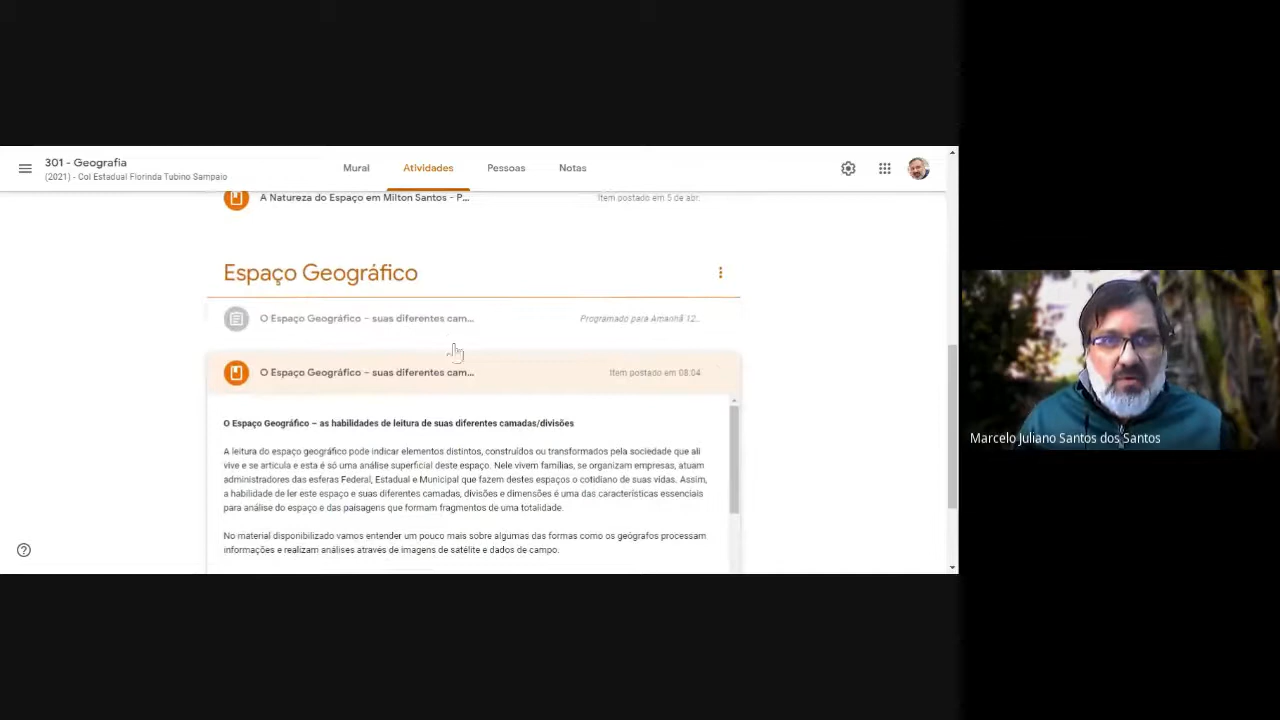 301 - Geografia
(2021) - Col Estadual Florinda Tubino Sampaio
Mural
Atividades
Pessoas
Notas
A Natureza do Espaço em Milton Santos - P...
Item postado em 5 de abr.
Espaço Geográfico
O Espaço Geográfico – suas diferentes cam...
Programado para Amanhã 12...
O Espaço Geográfico – suas diferentes cam...
Item postado em 08:04
O Espaço Geográfico – as habilidades de leitura de suas diferentes camadas/divisões
A leitura do espaço geográfico pode indicar elementos distintos, construídos ou transformados pela sociedade que ali
vive e se articula e esta é só uma análise superficial deste espaço. Nele vivem famílias, se organizam empresas, atuam
administradores das esferas Federal, Estadual e Municipal que fazem destes espaços o cotidiano de suas vidas. Assim,
a habilidade de ler este espaço e suas diferentes camadas, divisões e dimensões é uma das características essenciais
para análise do espaço e das paisagens que formam fragmentos de uma totalidade.
No material disponibilizado vamos entender um pouco mais sobre algumas das formas como os geógrafos processam
informações e realizam análises através de imagens de satélite e dados de campo.
Marcelo Juliano Santos dos Santos